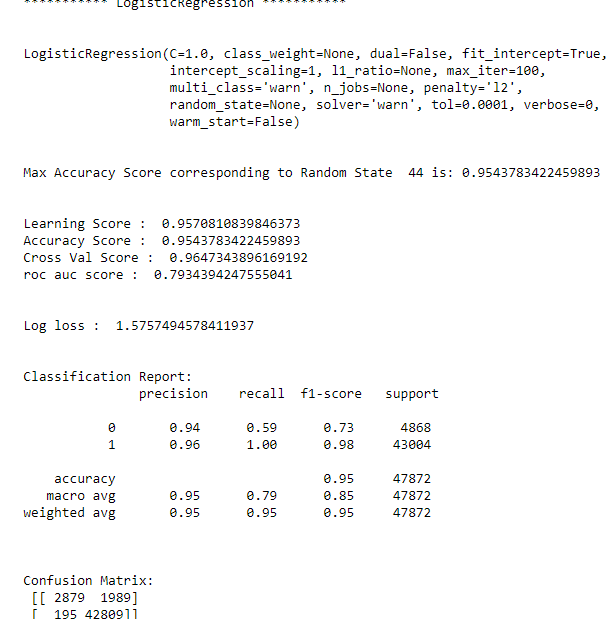 *********** LogisticRegression ***********
LogisticRegression(C=1.0, class_weight=None, dual=False, fit_intercept=True,
intercept_scaling=1, l1_ratio=None, max_iter=100,
multi_class='warn', n_jobs=None, penalty='l2',
random_state=None, solver='warn', tol=0.0001, verbose=0,
warm_start=False)
Max Accuracy Score corresponding to Random State  44 is: 0.9543783422459893
Learning Score :  0.9570810839846373
Accuracy Score :  0.9543783422459893
Cross Val Score :  0.9647343896169192
roc auc score :  0.7934394247555041
Log loss :  1.5757494578411937
Classification Report:
precision    recall  f1-score   support
0       0.94      0.59      0.73      4868
1       0.96      1.00      0.98     43004
accuracy                           0.95     47872
macro avg       0.95      0.79      0.85     47872
weighted avg       0.95      0.95      0.95     47872
Confusion Matrix:
[[ 2879  1989]
[  195 42809]]